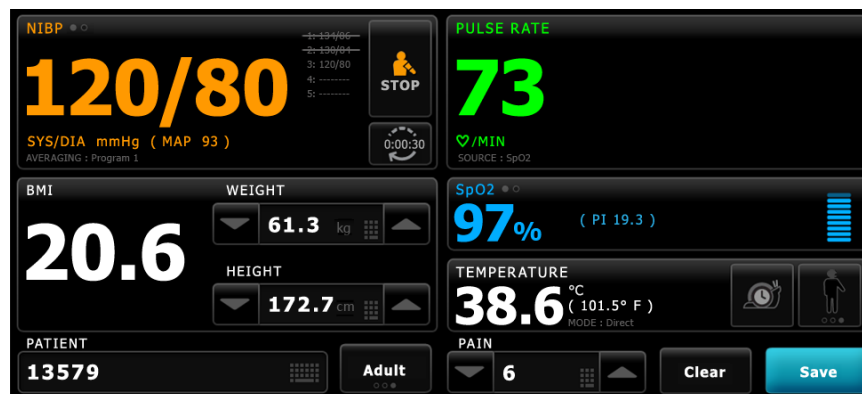 NIBP
1: 134/86
2: 130/84
3: 120/80
4: --------
5: --------
120/80
SYS/DIA mmHg ( MAP 93 )
AVERAGING : Program 1
STOP
0:00:30
PULSE RATE
73
/MIN
SOURCE : SpO2
BMI
20.6
WEIGHT
61.3 kg
HEIGHT
172.7 cm
SpO2
97% ( PI 19.3 )
TEMPERATURE
38.6 °C
( 101.5° F )
MODE : Direct
PATIENT
13579
Adult
PAIN
6
Clear
Save